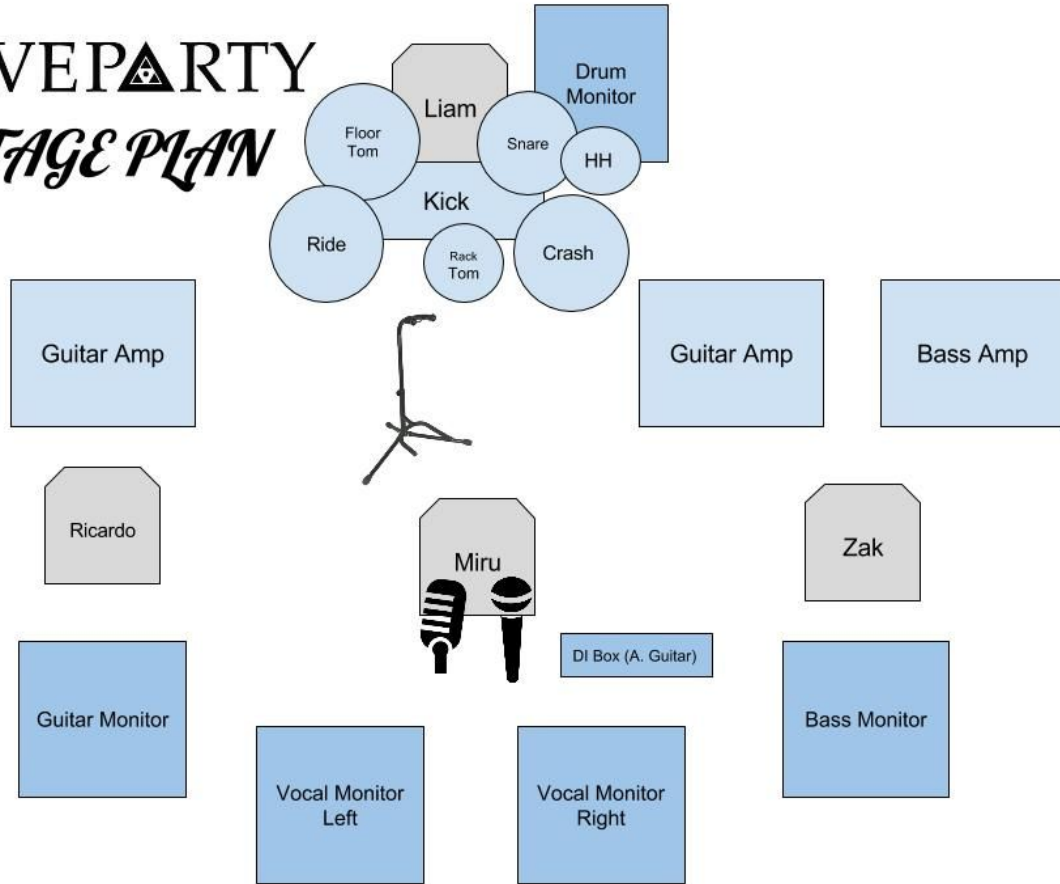 VEPARTY
TAGE PLAN
Liam
Drum
Monitor
Floor
Tom
Snare
HH
Kick
Ride
Rack
Tom
Crash
Guitar Amp
Guitar Amp
Bass Amp
Ricardo
Miru
Zak
DI Box (A. Guitar)
Guitar Monitor
Bass Monitor
Vocal Monitor
Left
Vocal Monitor
Right